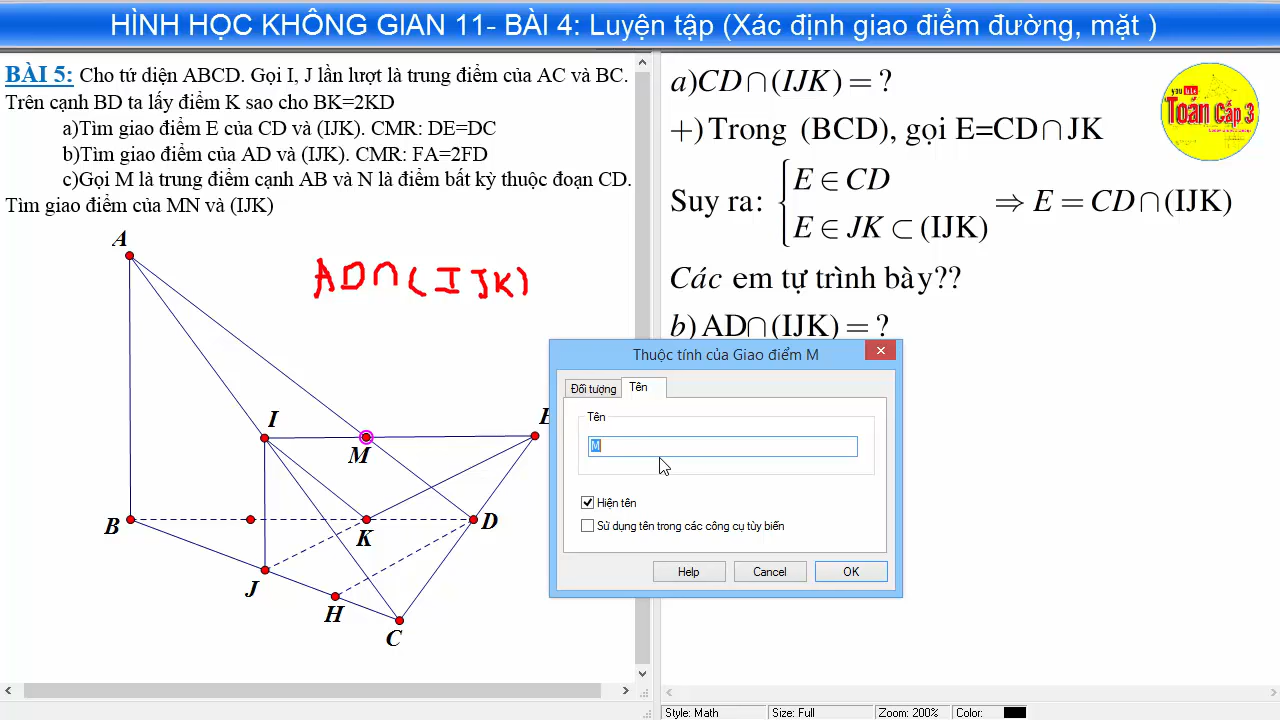 HÌNH HỌC KHÔNG GIAN 11- BÀI 4: Luyện tập (Xác định giao điểm đường, mặt )
BÀI 5: Cho tứ diện ABCD. Gọi I, J lần lượt là trung điểm của AC và BC.
Trên cạnh BD ta lấy điểm K sao cho BK=2KD
a)Tìm giao điểm E của CD và (IJK). CMR: DE=DC
b)Tìm giao điểm của AD và (IJK). CMR: FA=2FD
c)Gọi M là trung điểm cạnh AB và N là điểm bất kỳ thuộc đoạn CD.
Tìm giao điểm của MN và (IJK)
A
AD∩(IJK)
I
M
B
K
D
J
H
C
a)CD∩(IJK)=?
+) Trong (BCD), gọi E=CD∩JK
Suy ra: { E∈CD
E∈JK⊂(IJK) ⇒E=CD∩(IJK)
Các em tự trình bày??
b) AD∩(IJK)=?
you tube
Toán Cấp 3
Thuộc tính của Giao điểm M
Đối tượng Tên
Tên
M
Hiện tên
Sử dụng tên trong các công cụ tùy biến
Help Cancel OK
Style: Math Size: Full Zoom: 200% Color: